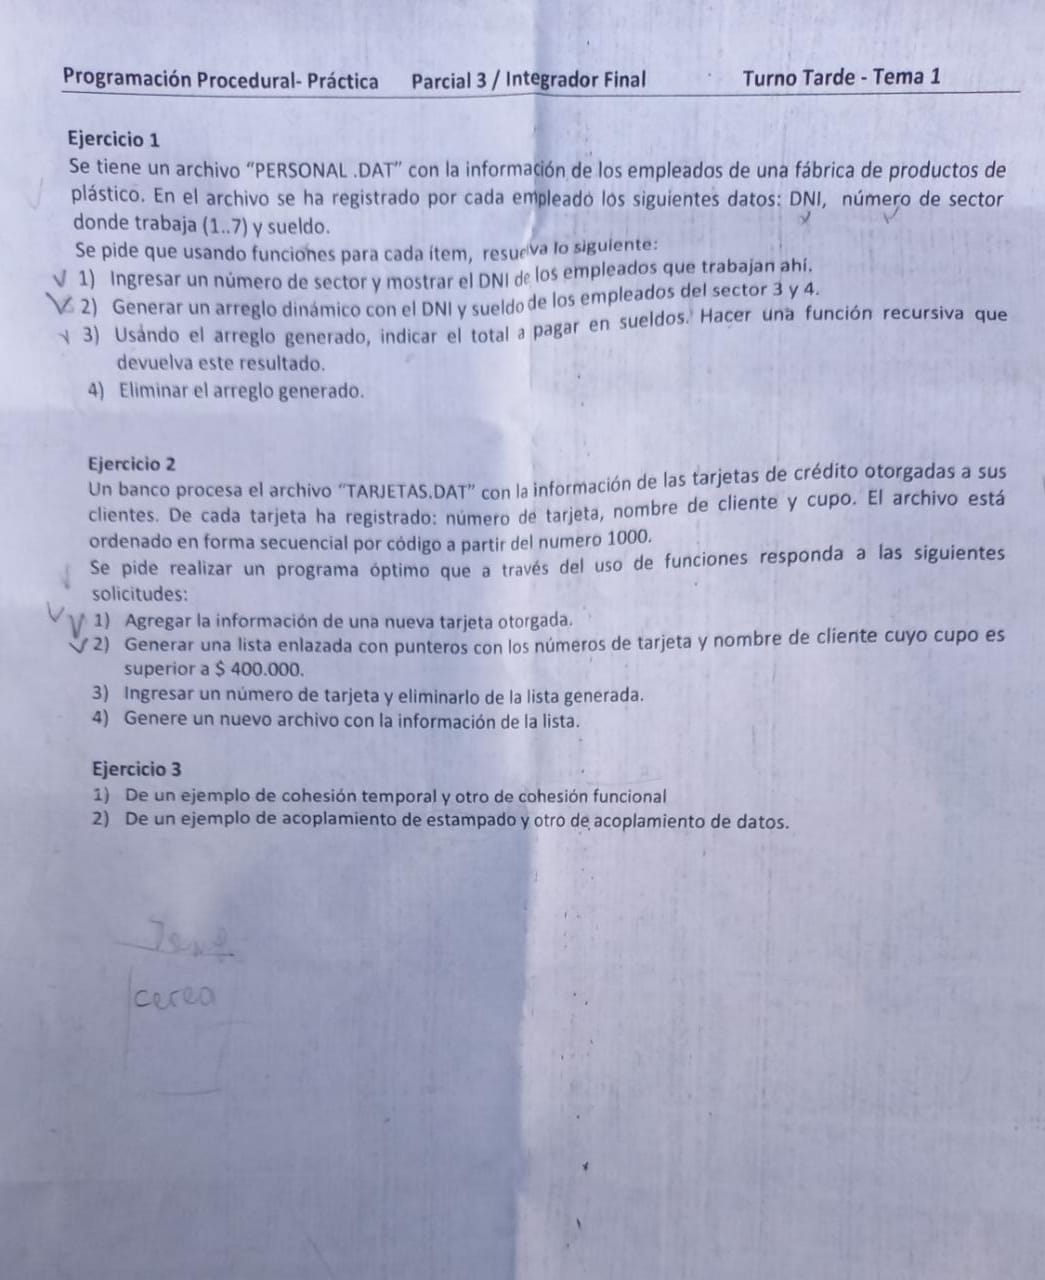 Programación Procedural- Práctica Parcial 3 / Integrador Final Turno Tarde - Tema 1
Ejercicio 1
Se tiene un archivo “PERSONAL .DAT” con la información de los empleados de una fábrica de productos de
plástico. En el archivo se ha registrado por cada empleado los siguientes datos: DNI, número de sector
donde trabaja (1..7) y sueldo.
Se pide que usando funciones para cada ítem, resuelva lo siguiente:
1) Ingresar un número de sector y mostrar el DNI de los empleados que trabajan ahí.
2) Generar un arreglo dinámico con el DNI y sueldo de los empleados del sector 3 y 4.
3) Usando el arreglo generado, indicar el total a pagar en sueldos. Hacer una función recursiva que
devuelva este resultado.
4) Eliminar el arreglo generado.
Ejercicio 2
Un banco procesa el archivo “TARJETAS.DAT” con la información de las tarjetas de crédito otorgadas a sus
clientes. De cada tarjeta ha registrado: número de tarjeta, nombre de cliente y cupo. El archivo está
ordenado en forma secuencial por código a partir del numero 1000.
Se pide realizar un programa óptimo que a través del uso de funciones responda a las siguientes
solicitudes:
1) Agregar la información de una nueva tarjeta otorgada.
2) Generar una lista enlazada con punteros con los números de tarjeta y nombre de cliente cuyo cupo es
superior a $ 400.000.
3) Ingresar un número de tarjeta y eliminarlo de la lista generada.
4) Genere un nuevo archivo con la información de la lista.
Ejercicio 3
1) De un ejemplo de cohesión temporal y otro de cohesión funcional
2) De un ejemplo de acoplamiento de estampado y otro de acoplamiento de datos.